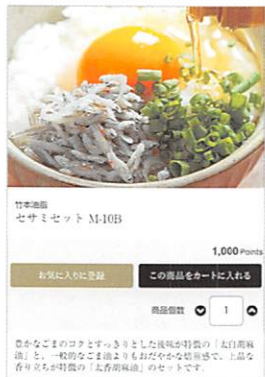 竹本油脂
セサミセット M-10B
1,000 Points
お気に入りに登録
この商品をカートに入れる
商品個数 1
豊かなごまのコクとすっきりとした後味が特徴の「太白胡麻
油」と、一般的なごま油よりもおだやかな焙煎感で、上品な
香り立ちが特徴の「太香胡麻油」のセットです。